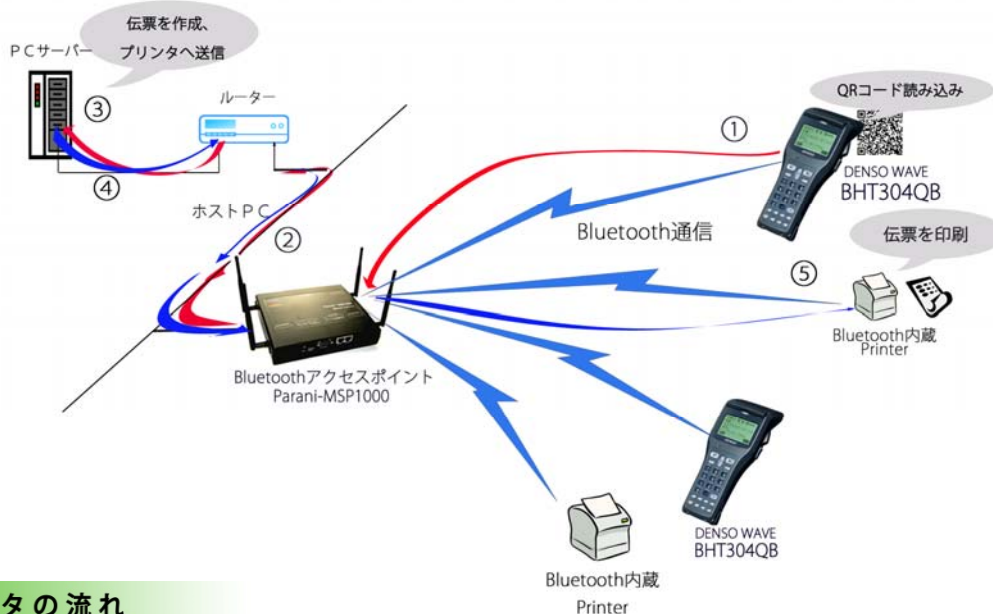 伝票を作成、
プリンタへ送信
PCサーバー
③
④
ルーター
ホストPC
②
①
QRコード読み込み
DENSO WAVE
BHT304QB
Bluetooth通信
伝票を印刷
⑤
Bluetooth内蔵
Printer
Bluetoothアクセスポイント
Parani-MSP1000
DENSO WAVE
BHT304QB
Bluetooth内蔵
Printer
タの流れ